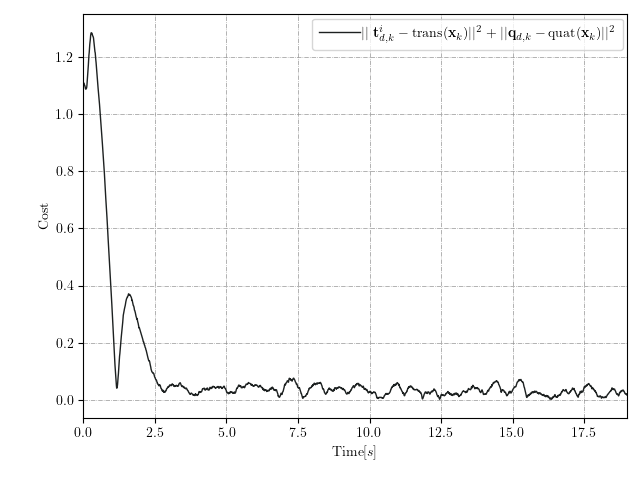 || t^i_{d,k} − trans(x_k)||^2 + ||q_{d,k} − quat(x_k)||^2
1.2
1.0
0.8
0.6
0.4
0.2
0.0
Cost
0.0 2.5 5.0 7.5 10.0 12.5 15.0 17.5
Time[s]